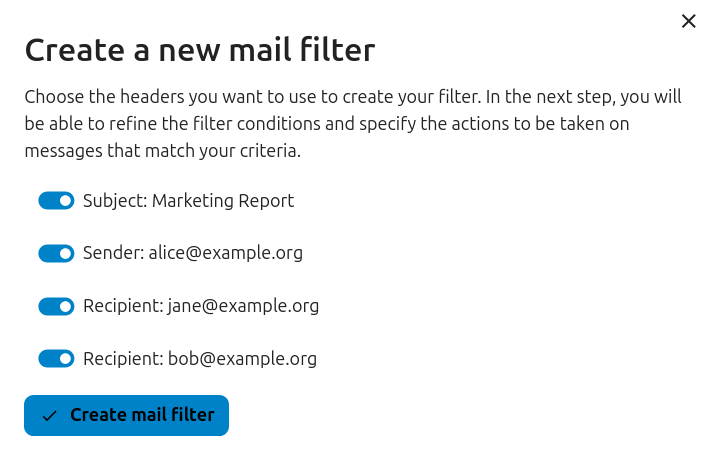 Create a new mail filter
Choose the headers you want to use to create your filter. In the next step, you will
be able to refine the filter conditions and specify the actions to be taken on
messages that match your criteria.
Subject: Marketing Report
Sender: alice@example.org
Recipient: jane@example.org
Recipient: bob@example.org
Create mail filter